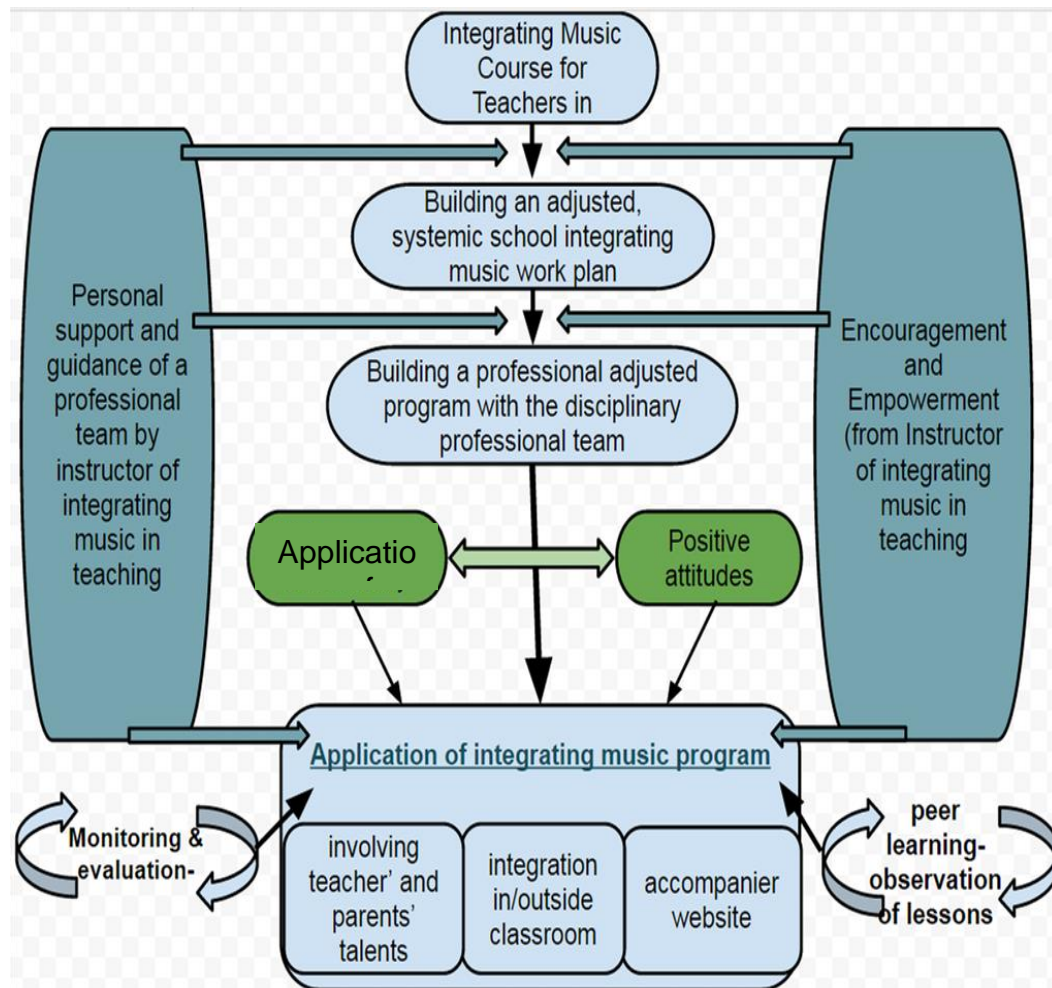 Integrating Music
Course for
Teachers in
Building an adjusted,
systemic school integrating
music work plan
Personal
support and
guidance of a
professional
team by
instructor of
integrating
music in
teaching
Encouragement
and
Empowerment
(from Instructor
of integrating
music in
teaching
Building a professional adjusted
program with the disciplinary
professional team
Applicatio
Positive
attitudes
Application of integrating music program
Monitoring &
evaluation-
involving
teacher’ and
parents’
talents
integration
in/outside
classroom
accompanier
website
peer
learning-
observation
of lessons